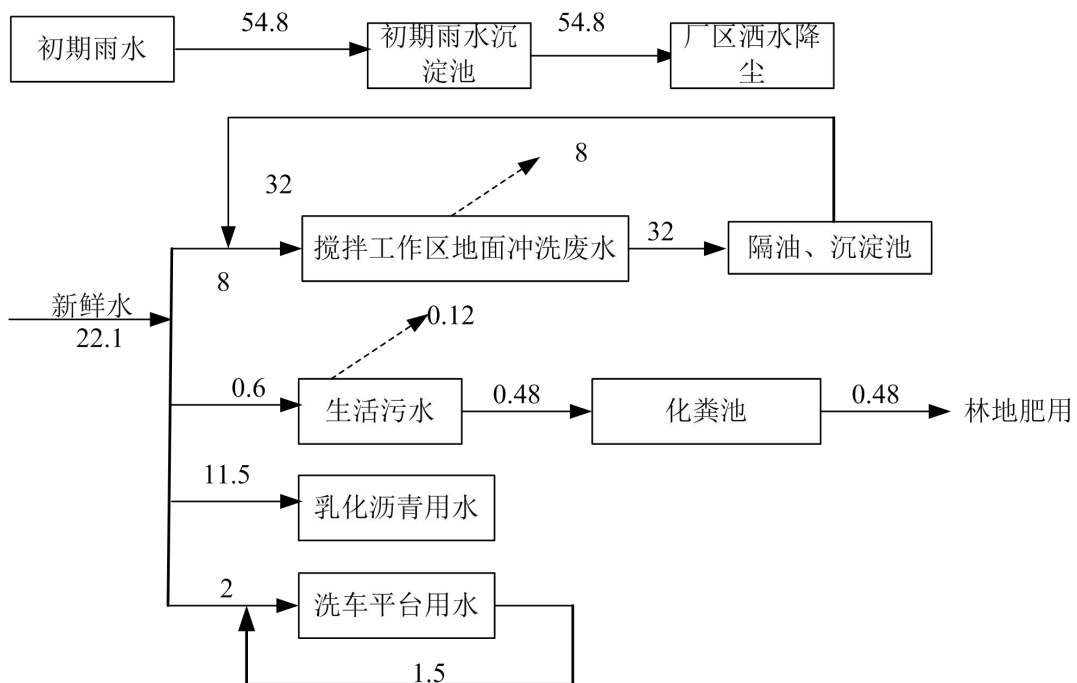 54.8
54.8
初期雨水
初期雨水沉
淀池
厂区洒水降
尘
8
32
搅拌工作区地面冲洗废水
32
隔油、沉淀池
8
新鲜水
22.1
0.12
0.6
生活污水
0.48
化粪池
0.48
林地肥用
11.5
乳化沥青用水
2
洗车平台用水
1.5